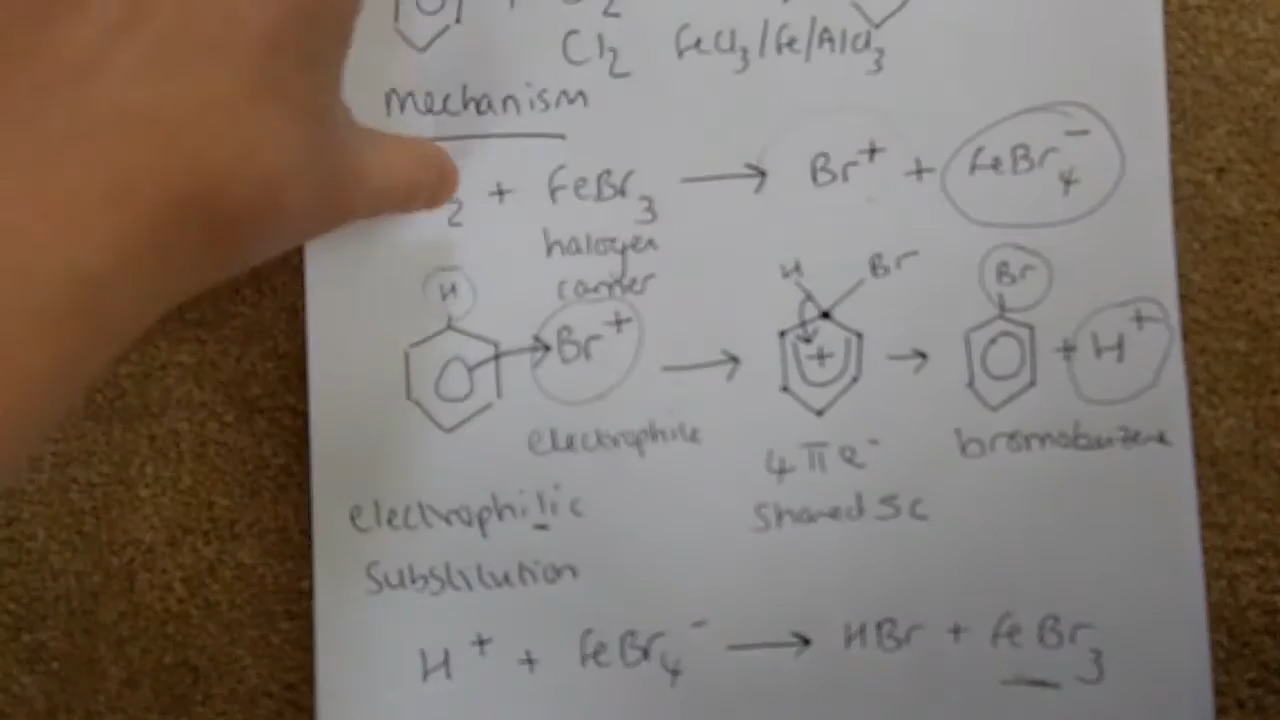 Cl2 FeCl3/Fe/AlCl3
mechanism
2 + FeBr3 → Br+ + FeBr4-
halogen
carrier
H Br+ → H Br + → Br + H+
electrophile
4πe-
shared 5c
bromobenzene
electrophilic
substitution
H+ + FeBr4- → HBr + FeBr3